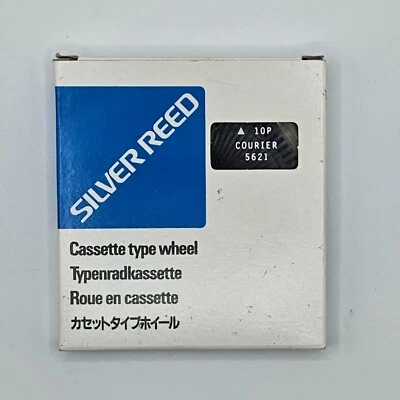 SILVER REED
▲ 10P
COURIER
5621
Cassette type wheel
Typenradkassette
Roue en cassette
カセットタイプホイール